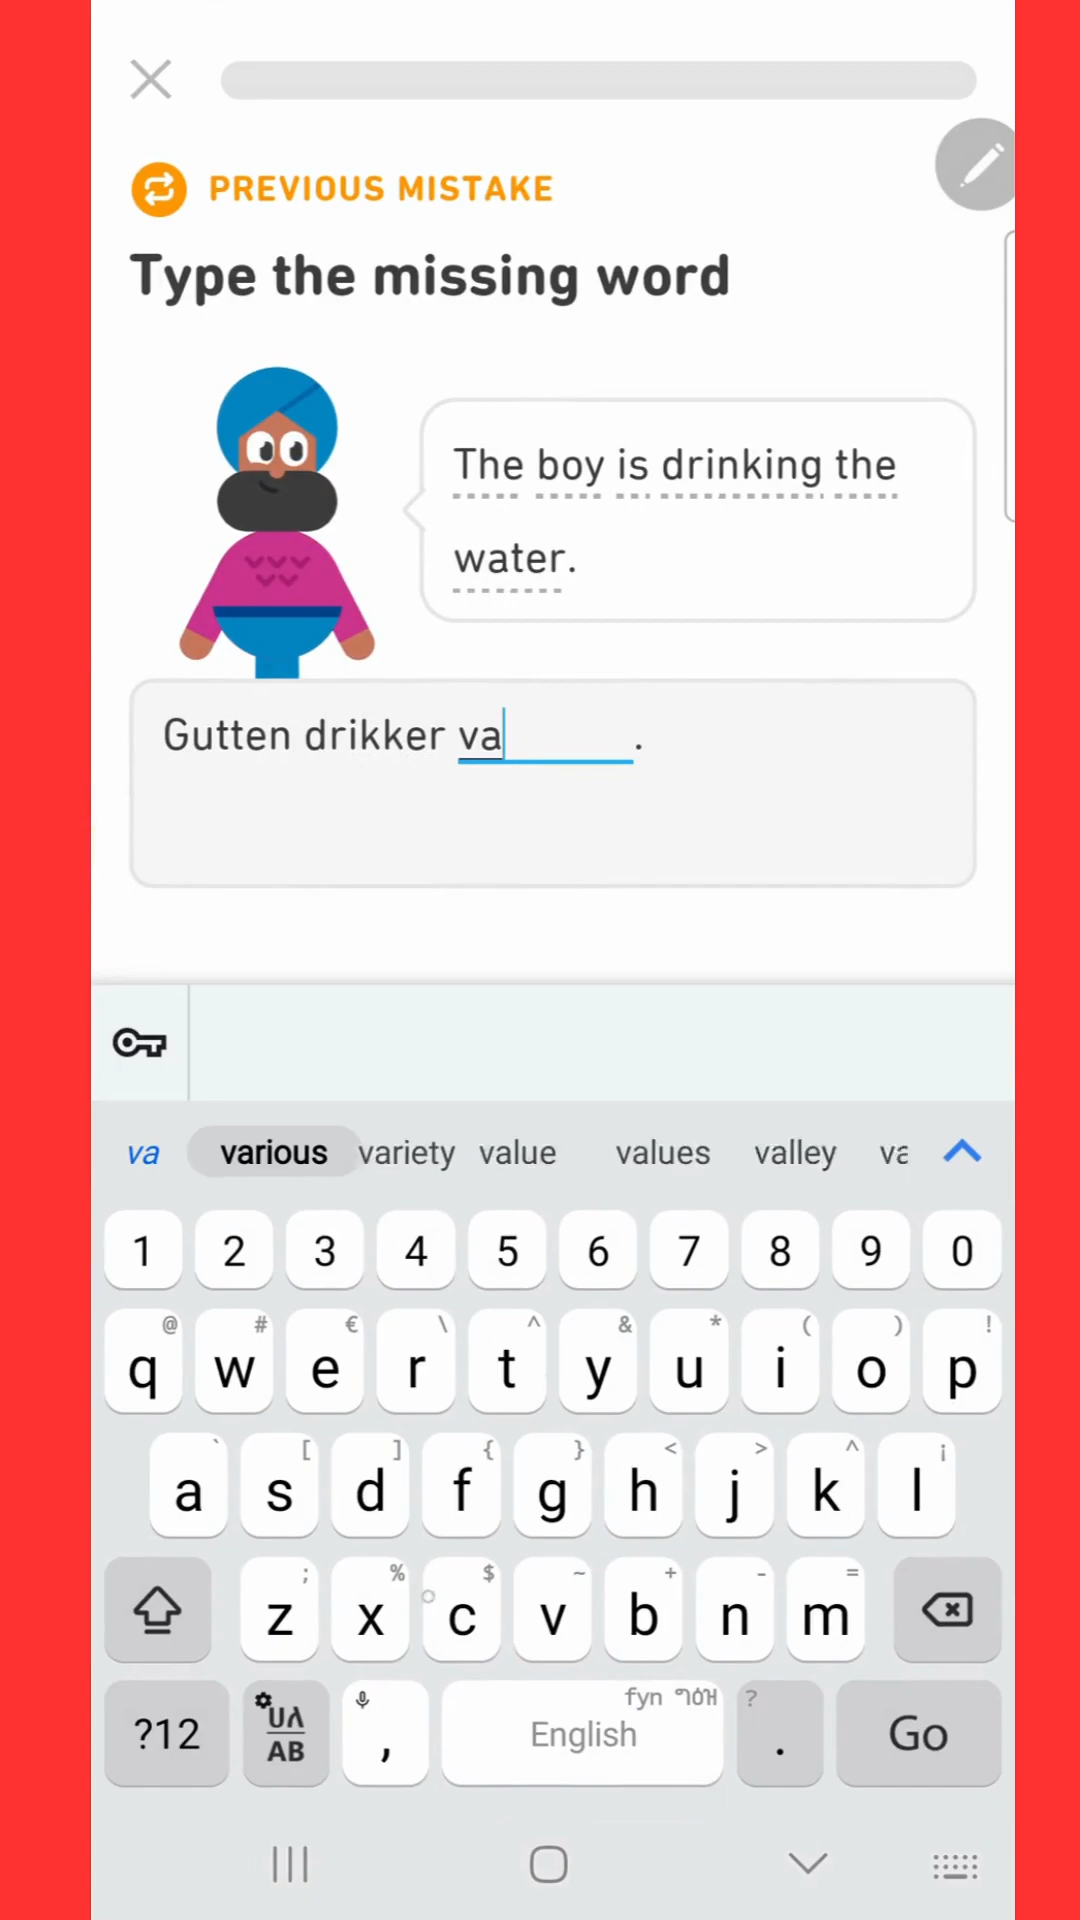 PREVIOUS MISTAKE
Type the missing word
The boy is drinking the
water.
Gutten drikker va .
va various variety value values valley va
1 2 3 4 5 6 7 8 9 0
@ # € \ ^ & * ( ) !
q w e r t y u i o p
` [ ] { } < > ^ ¡
a s d f g h j k l
; % $ ~ + - =
z x c v b n m
?12 , English . ? Go
AB